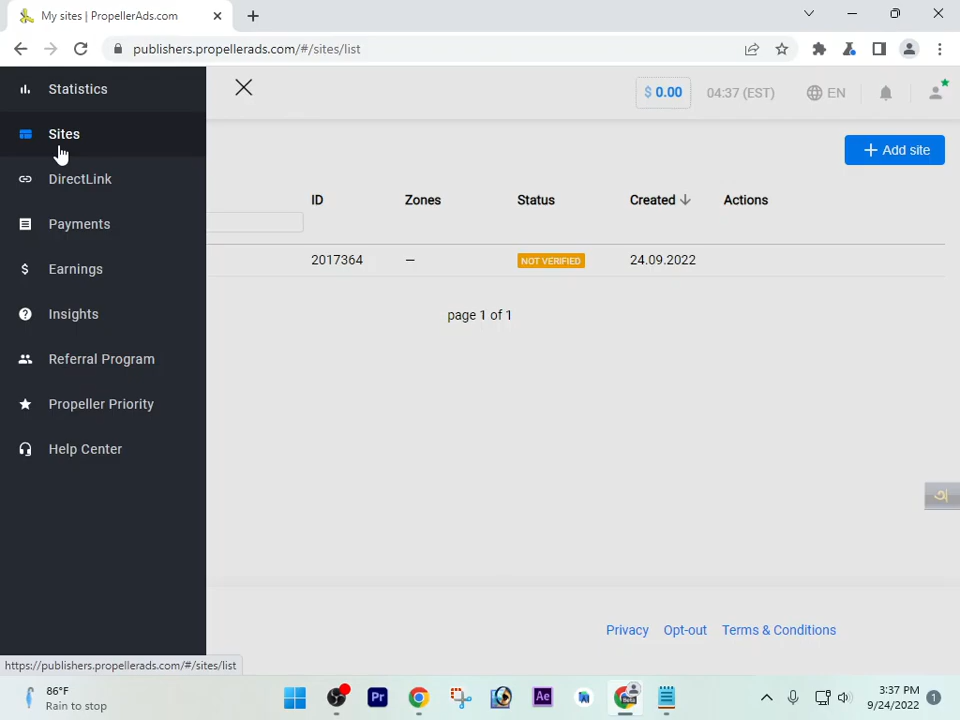 My sites | PropellerAds.com
publishers.propellerads.com/#/sites/list
Statistics
Sites
DirectLink
Payments
Earnings
Insights
Referral Program
Propeller Priority
Help Center
$ 0.00
04:37 (EST)
EN
Add site
ID Zones Status Created Actions
2017364 — NOT VERIFIED 24.09.2022
page 1 of 1
Privacy Opt-out Terms & Conditions
https://publishers.propellerads.com/#/sites/list
86°F
Rain to stop
Pr
Ae
3:37 PM
9/24/2022
1